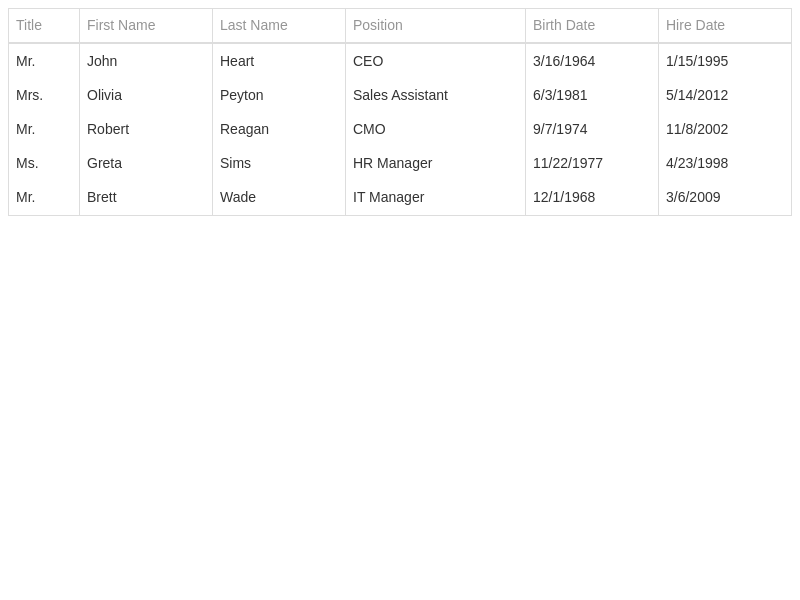 Title First Name Last Name Position Birth Date Hire Date
Mr. John Heart CEO 3/16/1964 1/15/1995
Mrs. Olivia Peyton Sales Assistant 6/3/1981 5/14/2012
Mr. Robert Reagan CMO 9/7/1974 11/8/2002
Ms. Greta Sims HR Manager 11/22/1977 4/23/1998
Mr. Brett Wade IT Manager 12/1/1968 3/6/2009